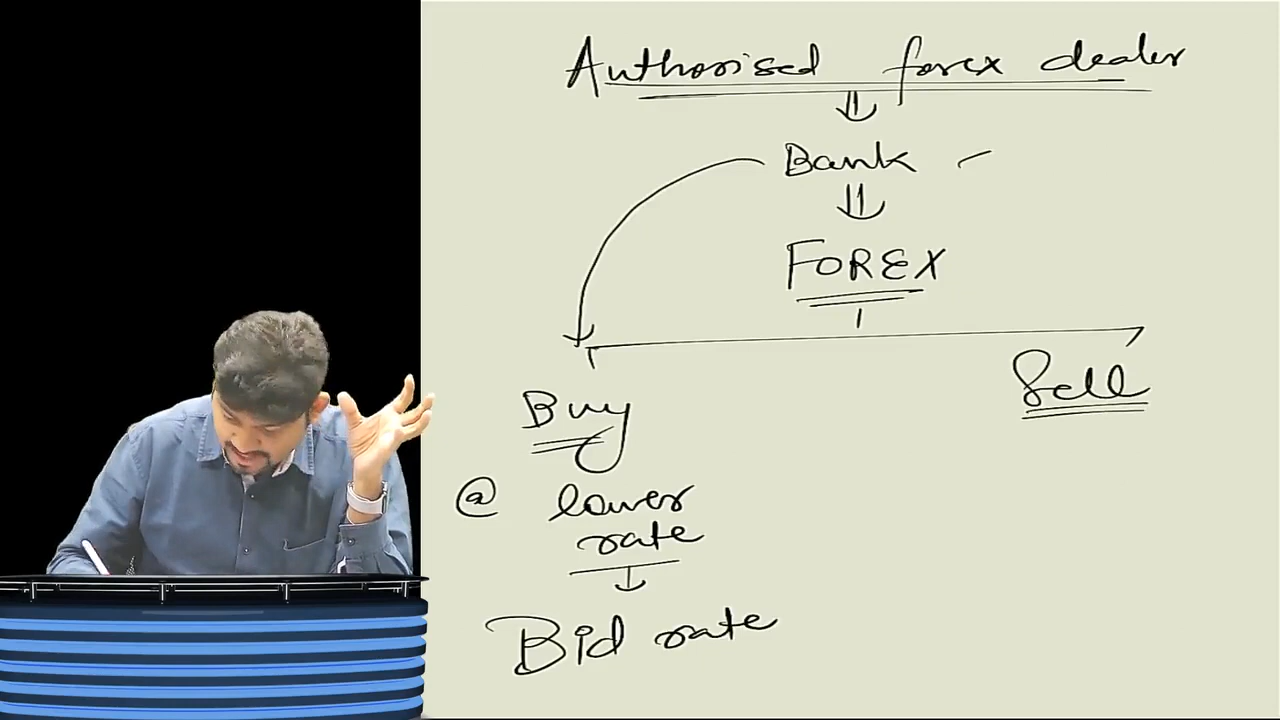 Authorised forex dealer
Bank
FOREX
Buy
Sell
@ lower
rate
Bid rate